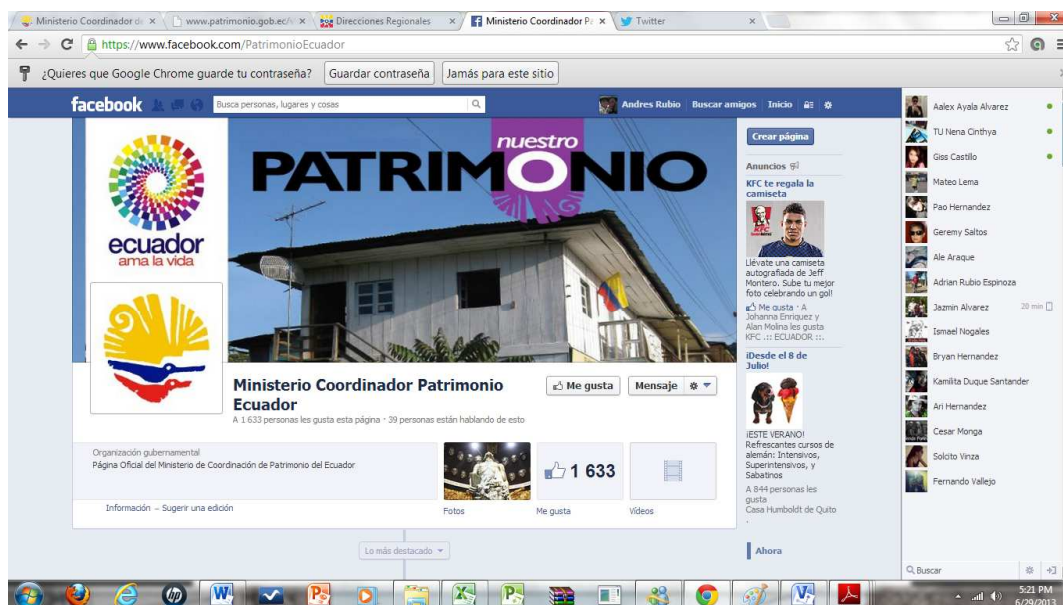 Ministerio Coordinador de
www.patrimonio.gob.ec/
Direcciones Regionales
Ministerio Coordinador Pa
Twitter
https://www.facebook.com/PatrimonioEcuador
¿Quieres que Google Chrome guarde tu contraseña?
Guardar contraseña
Jamás para este sitio
facebook
Busca personas, lugares y cosas
Andres Rubio
Buscar amigos
Inicio
nuestro
PATRIMONIO
ecuador
ama la vida
Ministerio Coordinador Patrimonio
Ecuador
A 1 633 personas les gusta esta página · 39 personas están hablando de esto
Me gusta
Mensaje
Organización gubernamental
Página Oficial del Ministerio de Coordinación de Patrimonio del Ecuador
Información – Sugerir una edición
1 633
Fotos
Me gusta
Vídeos
Lo más destacado
Crear página
Anuncios
KFC te regala la
camiseta
KFC
Llévate una camiseta
autografiada de Jeff
Montero. Sube tu mejor
foto celebrando un gol!
Me gusta · A
Johanna Enriquez y
Alan Molina les gusta
KFC .:: ECUADOR ::.
¡Desde el 8 de
Julio!
¡ESTE VERANO!
Refrescantes cursos de
alemán: Intensivos,
Superintensivos, y
Sabatinos
A 844 personas les
gusta
Casa Humboldt de Quito
.
Ahora
Aalex Ayala Alvarez
TU Nena Cinthya
Giss Castillo
Mateo Lema
Pao Hernandez
Geremy Saltos
Ale Araque
Adrian Rubio Espinoza
Jazmin Alvarez
20 min
Ismael Nogales
Bryan Hernandez
Kamilita Duque Santander
Ari Hernandez
Cesar Monga
Solcito Vinza
Fernando Vallejo
Buscar
5:21 PM
6/29/2013